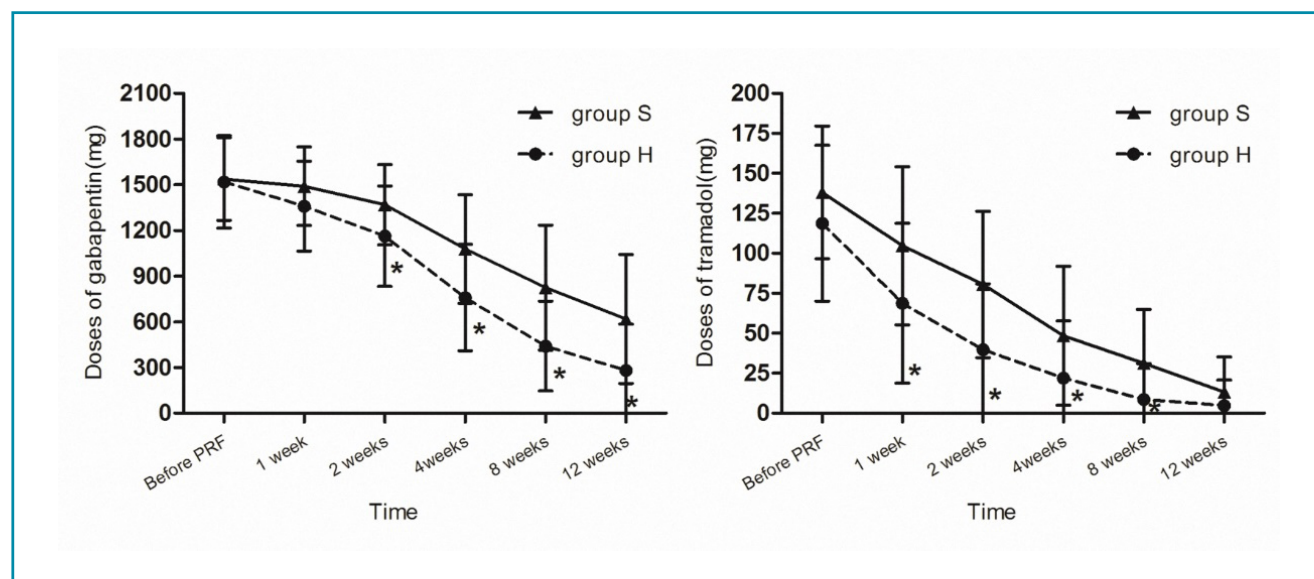 Doses of gabapentin(mg)
2100
1800
1500
1200
900
600
300
0
group S
group H
*
*
*
*
Before PRF
1 week
2 weeks
4weeks
8 weeks
12 weeks
Time
Doses of tramadol(mg)
200
175
150
125
100
75
50
25
0
group S
group H
*
*
*
*
Before PRF
1 week
2 weeks
4weeks
8 weeks
12 weeks
Time